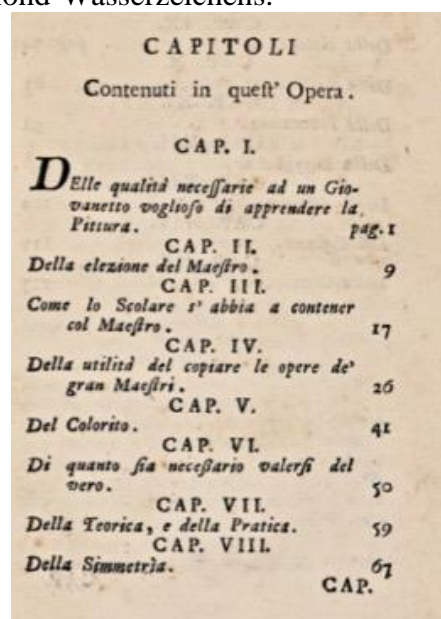 CAPITOLI
Contenuti in queſt' Opera.
CAP. I.
DElle qualità neceſſarie ad un Gio-
vanetto voglioſo di apprendere la
Pittura. pag. 1
CAP. II.
Della elezione del Maeſtro. 9
CAP. III.
Come lo Scolare s' abbia a contener
col Maeſtro. 17
CAP. IV.
Della utilità del copiare le opere de'
gran Maeſtri. 26
CAP. V.
Del Colorito. 41
CAP. VI.
Di quanto ſia neceſſario valerſi del
vero. 50
CAP. VII.
Della Teorica, e della Pratica. 59
CAP. VIII.
Della Simmetrìa. 67
CAP.